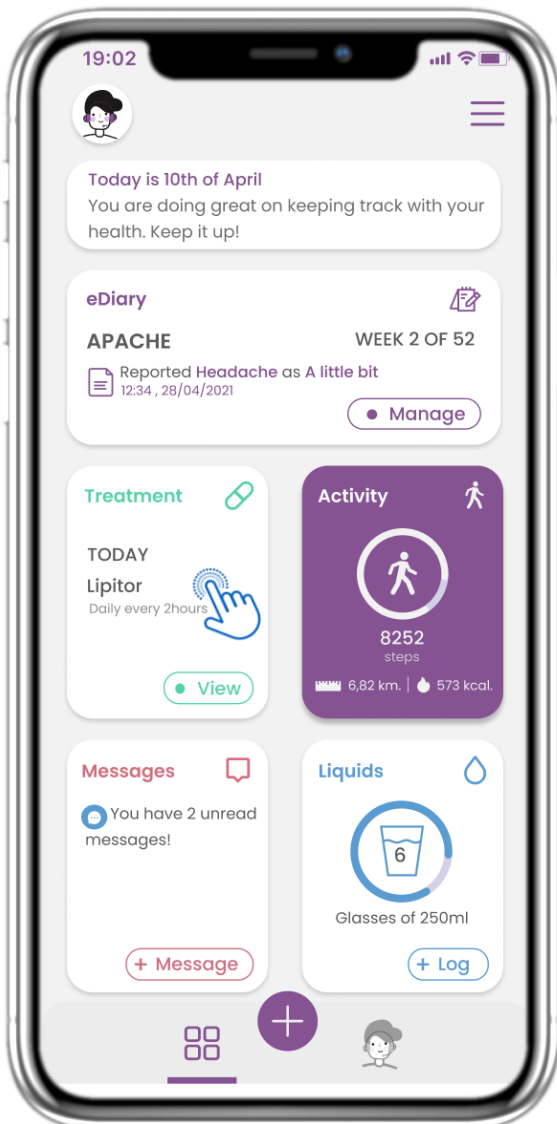 19:02
Today is 10th of April
You are doing great on keeping track with your
health. Keep it up!
eDiary
APACHE
WEEK 2 OF 52
Reported Headache as A little bit
12:34 , 28/04/2021
Manage
Treatment
TODAY
Lipitor
Daily every 2hours
View
Activity
8252
steps
6,82 km.
573 kcal.
Messages
You have 2 unread
messages!
+ Message
Liquids
6
Glasses of 250ml
+ Log